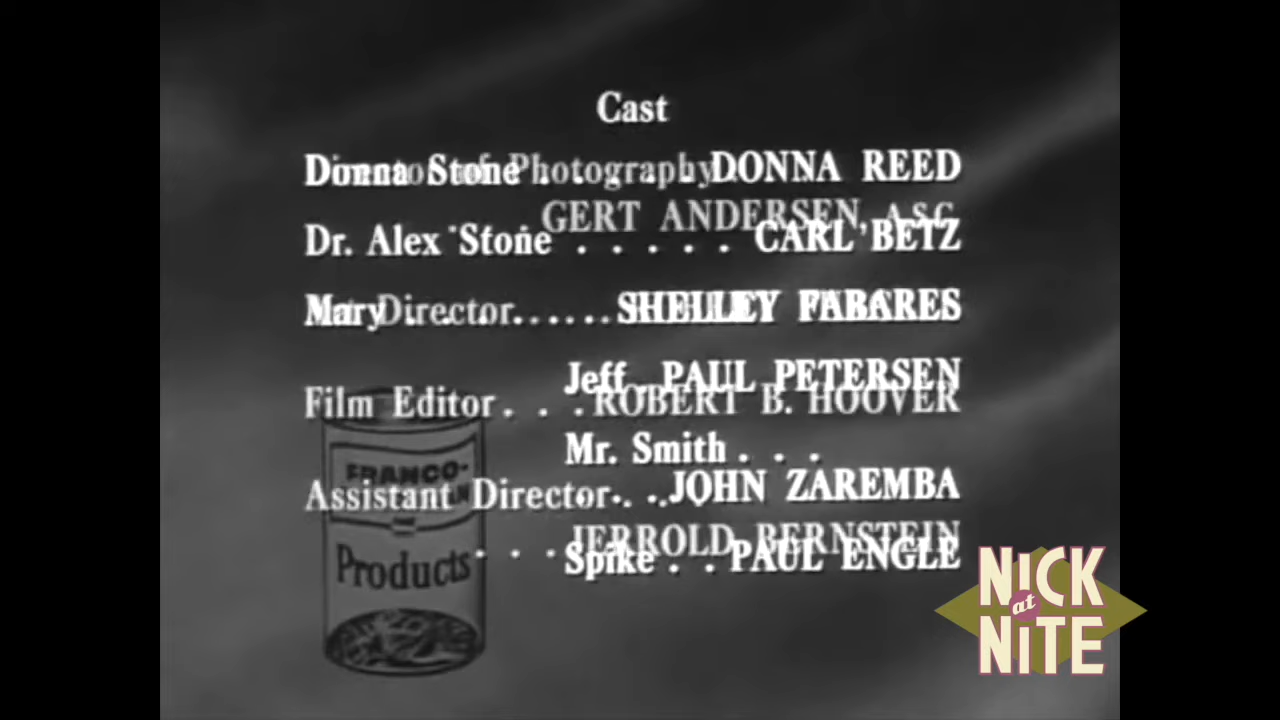 Cast
Donna Stone . . . . . DONNA REED
Director of Photography .
GERT ANDERSEN, A.S.C.
Dr. Alex Stone . . . . . CARL BETZ
Mary . . . . . SHELLEY FABARES
Director . . . . .
Jeff . PAUL PETERSEN
Film Editor . . . ROBERT B. HOOVER
Mr. Smith . . .
. . . JOHN ZAREMBA
Assistant Director . .
. . . JERROLD BERNSTEIN
Spike . . PAUL ENGLE
FRANCO-
Products
NICK
at
NITE